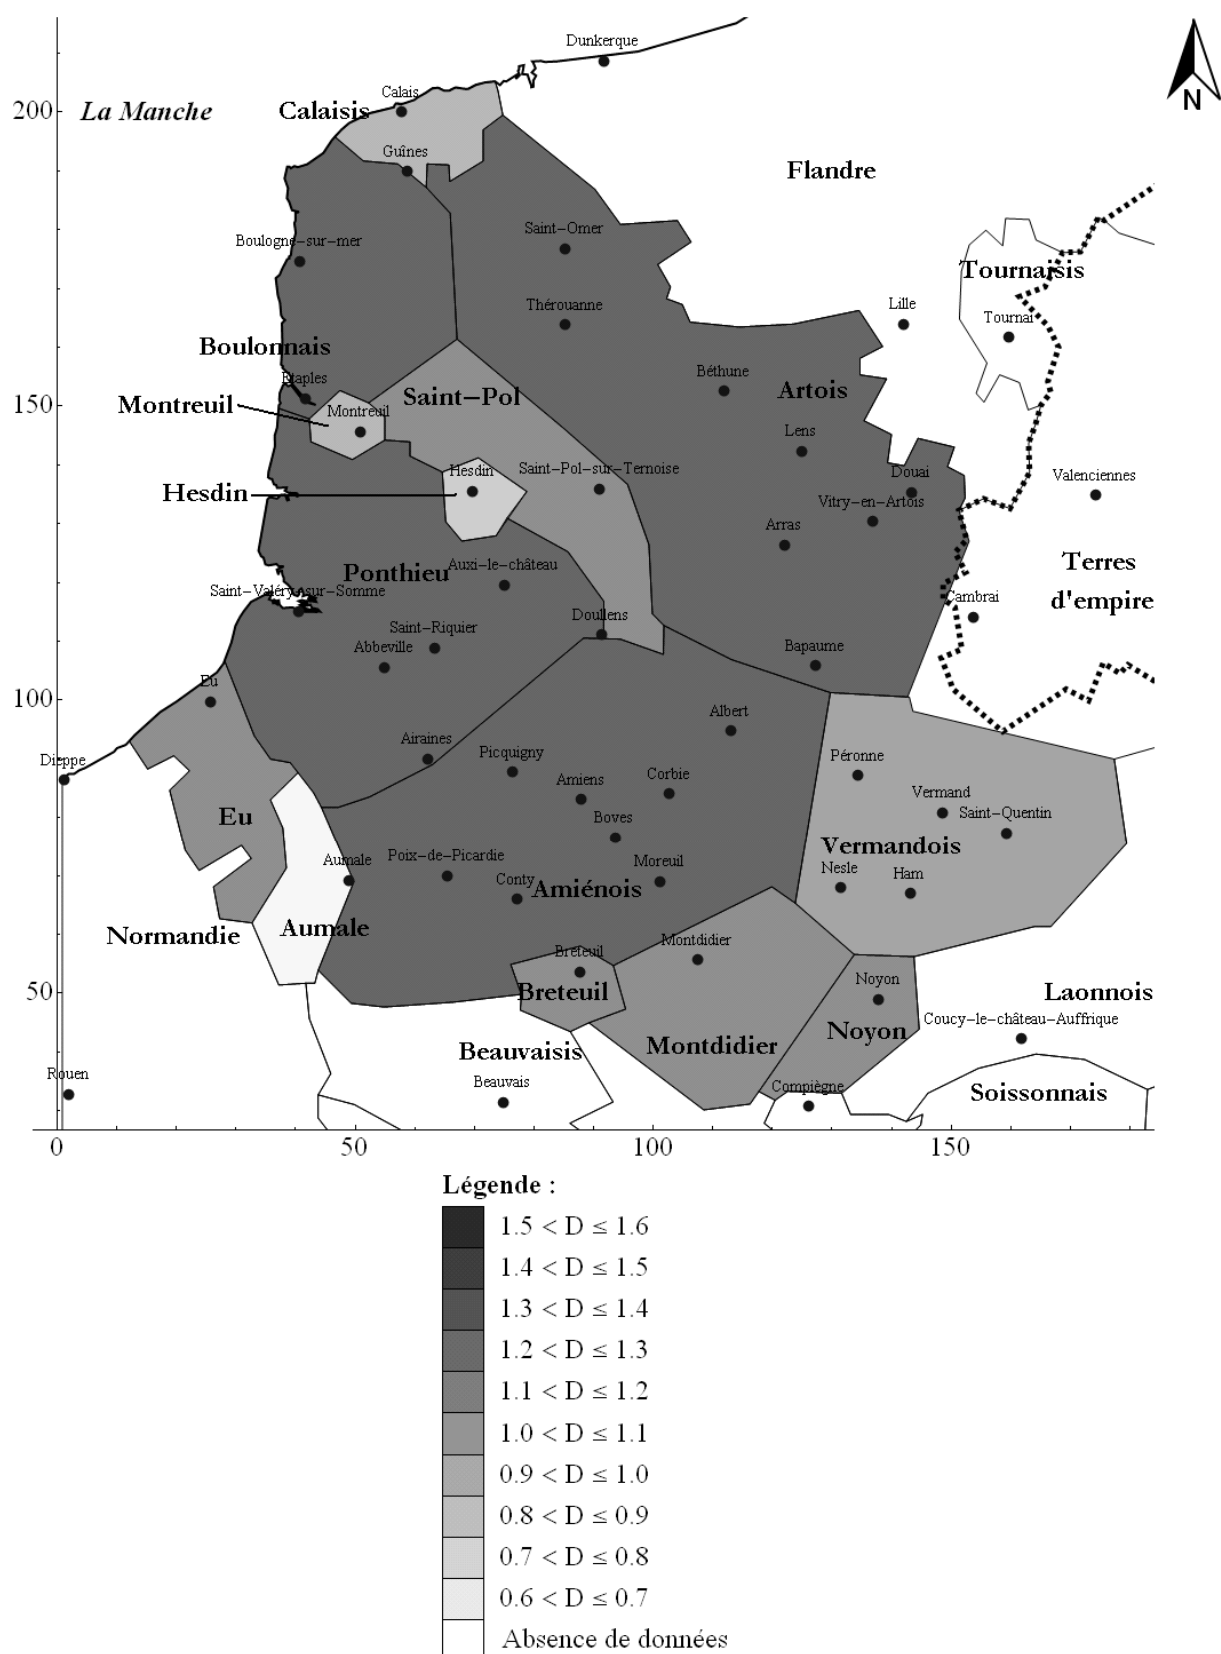 Dunkerque
N
Calais
200
La Manche
Calaisis
Guînes
Flandre
Saint-Omer
Boulogne-sur-mer
Tournaisis
Thérouanne
Lille
Tournai
Boulonnais
Etaples
Béthune
Artois
Saint-Pol
150
Montreuil
Montreuil
Lens
Hesdin
Saint-Pol-sur-Ternoise
Douai
Valenciennes
Hesdin
Vitry-en-Artois
Arras
Terres
d'empire
Ponthieu
Auxi-le-château
Saint-Valéry-sur-Somme
Cambrai
Doullens
Saint-Riquier
Abbeville
Bapaume
Eu
100
Albert
Airaines
Picquigny
Péronne
Dieppe
Amiens
Corbie
Vermand
Eu
Boves
Saint-Quentin
Vermandois
Aumale
Poix-de-Picardie
Moreuil
Nesle
Ham
Conty
Amiénois
Normandie
Aumale
Montdidier
Breteuil
50
Breteuil
Noyon
Laonnois
Coucy-le-château-Auffrique
Noyon
Montdidier
Beauvaisis
Rouen
Beauvais
Compiègne
Soissonnais
0
50
100
150
Légende :
1.5 < D ≤ 1.6
1.4 < D ≤ 1.5
1.3 < D ≤ 1.4
1.2 < D ≤ 1.3
1.1 < D ≤ 1.2
1.0 < D ≤ 1.1
0.9 < D ≤ 1.0
0.8 < D ≤ 0.9
0.7 < D ≤ 0.8
0.6 < D ≤ 0.7
Absence de données